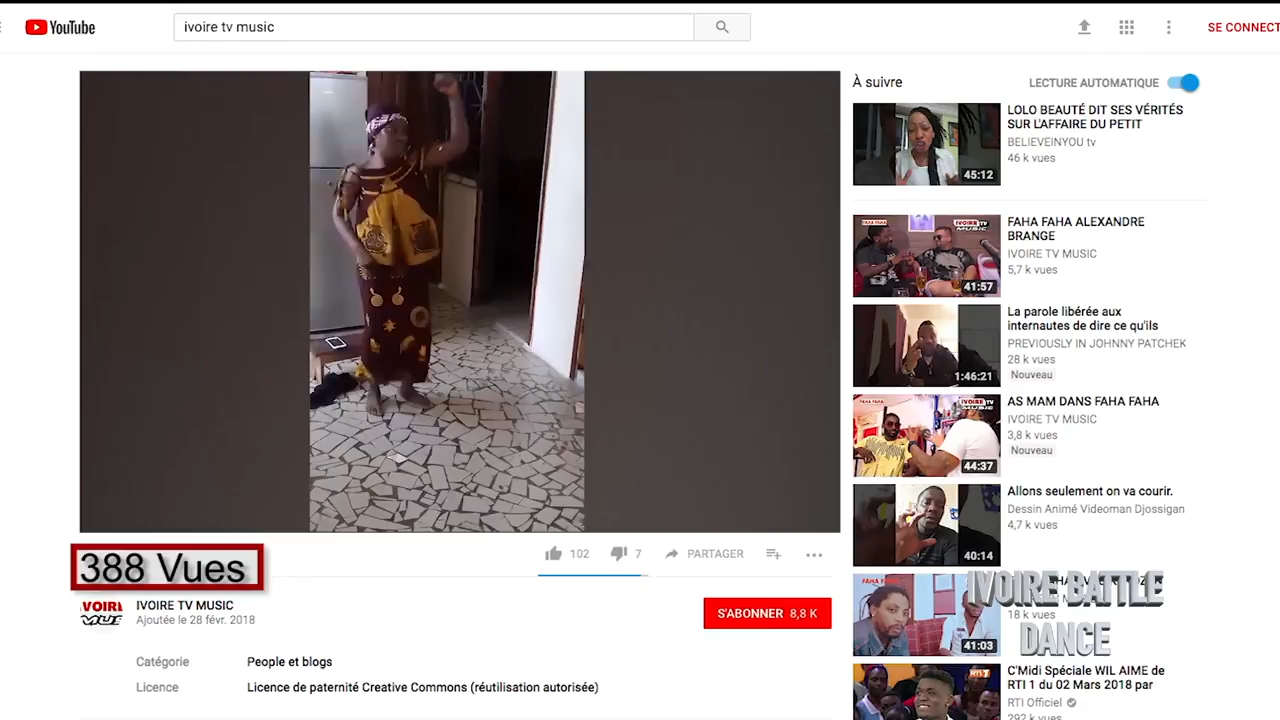 YouTube
ivoire tv music
SE CONNECT
À suivre
LECTURE AUTOMATIQUE
LOLO BEAUTÉ DIT SES VÉRITÉS
SUR L'AFFAIRE DU PETIT
BELIEVEINYOU tv
46 k vues
45:12
FAHA FAHA ALEXANDRE
BRANGE
IVOIRE TV MUSIC
5,7 k vues
41:57
La parole libérée aux
internautes de dire ce qu'ils
PREVIOUSLY IN JOHNNY PATCHEK
28 k vues
Nouveau
1:46:21
AS MAM DANS FAHA FAHA
IVOIRE TV MUSIC
3,8 k vues
Nouveau
44:37
Allons seulement on va courir.
Dessin Animé Videoman Djossigan
4,7 k vues
40:14
FAHA FAHA
18 k vues
41:03
IVOIRE BATTLE
DANCE
C'Midi Spéciale WIL AIME de
RTI 1 du 02 Mars 2018 par
RTI Officiel
292 k vues
388 Vues
102
7
PARTAGER
IVOIRE TV MUSIC
Ajoutée le 28 févr. 2018
S'ABONNER 8,8 K
Catégorie People et blogs
Licence Licence de paternité Creative Commons (réutilisation autorisée)